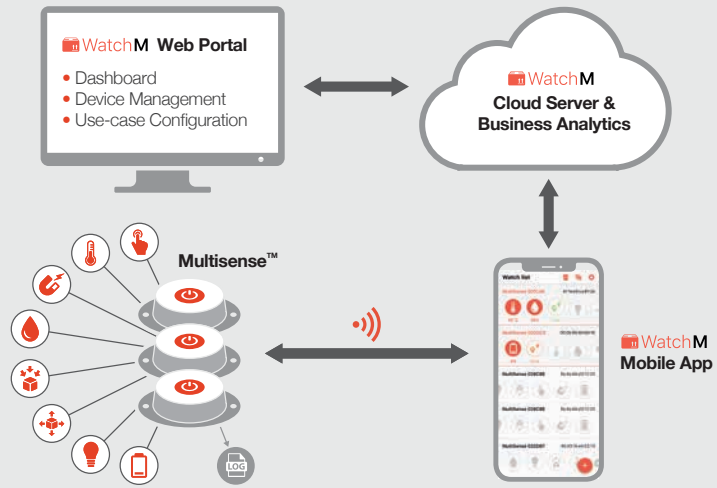 WatchM Web Portal
• Dashboard
• Device Management
• Use-case Configuration
WatchM
Cloud Server &
Business Analytics
Multisense™
LOG
Watch list
WatchM
Mobile App